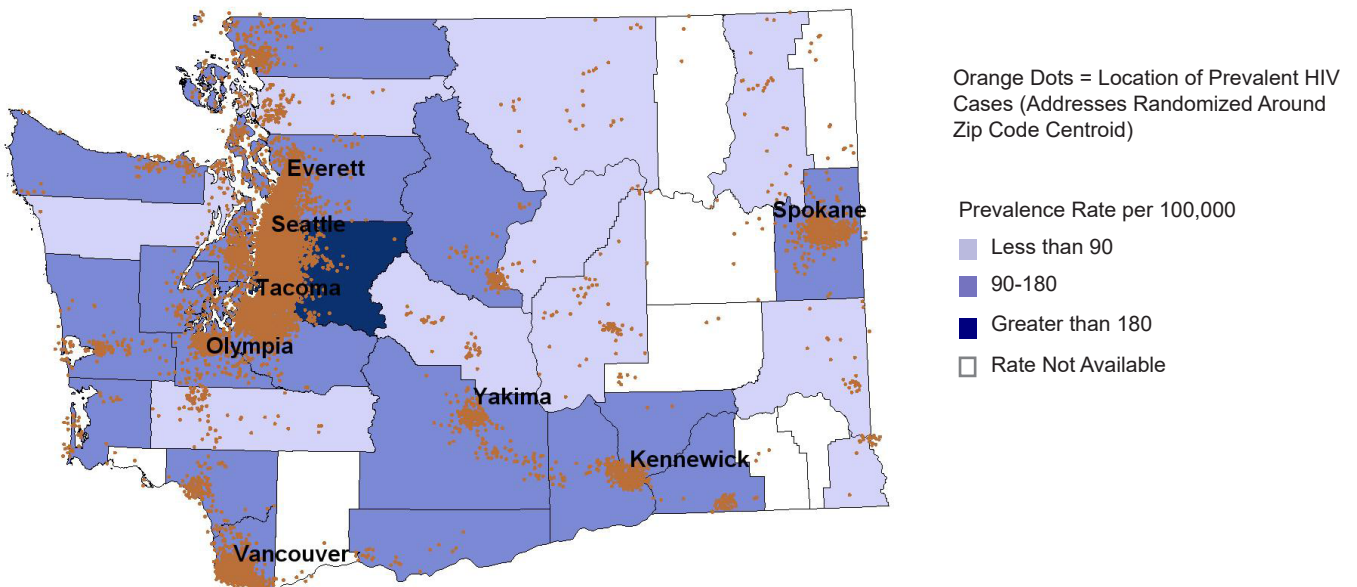 Everett
Seattle
Tacoma
Olympia
Yakima
Kennewick
Vancouver
Spokane
Orange Dots = Location of Prevalent HIV
Cases (Addresses Randomized Around
Zip Code Centroid)
Prevalence Rate per 100,000
Less than 90
90-180
Greater than 180
Rate Not Available